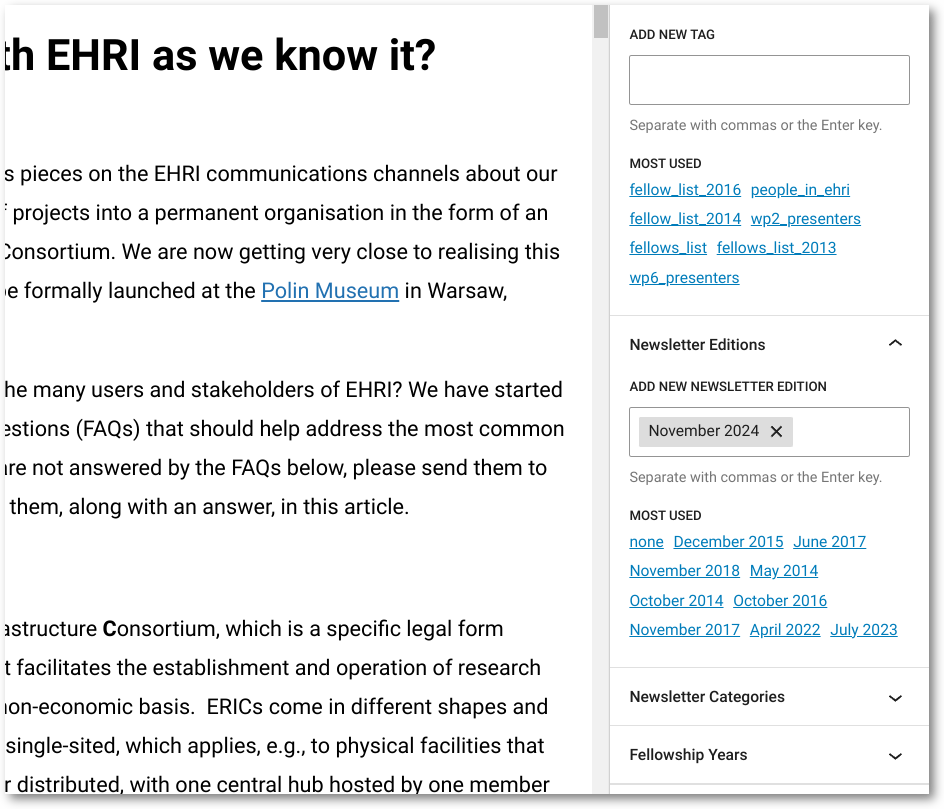 th EHRI as we know it?
s pieces on the EHRI communications channels about our
projects into a permanent organisation in the form of an
Consortium. We are now getting very close to realising this
be formally launched at the Polin Museum in Warsaw,
he many users and stakeholders of EHRI? We have started
estions (FAQs) that should help address the most common
are not answered by the FAQs below, please send them to
them, along with an answer, in this article.
astructure Consortium, which is a specific legal form
t facilitates the establishment and operation of research
non-economic basis.  ERICs come in different shapes and
single-sited, which applies, e.g., to physical facilities that
r distributed, with one central hub hosted by one member
ADD NEW TAG
Separate with commas or the Enter key.
MOST USED
fellow_list_2016 people_in_ehri
fellow_list_2014 wp2_presenters
fellows_list fellows_list_2013
wp6_presenters
Newsletter Editions
ADD NEW NEWSLETTER EDITION
November 2024 ✕
Separate with commas or the Enter key.
MOST USED
none December 2015 June 2017
November 2018 May 2014
October 2014 October 2016
November 2017 April 2022 July 2023
Newsletter Categories
Fellowship Years